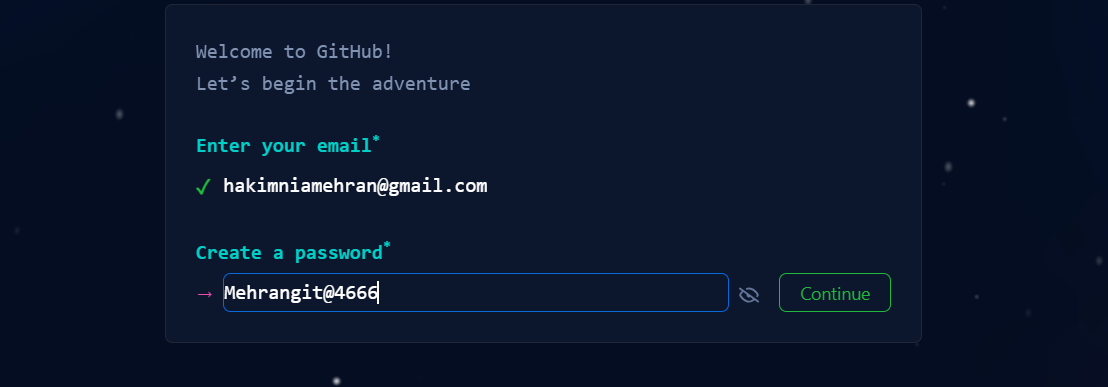 Welcome to GitHub!
Let’s begin the adventure
Enter your email*
✓ hakimniamehran@gmail.com
Create a password*
→ Mehrangit@4666
Continue